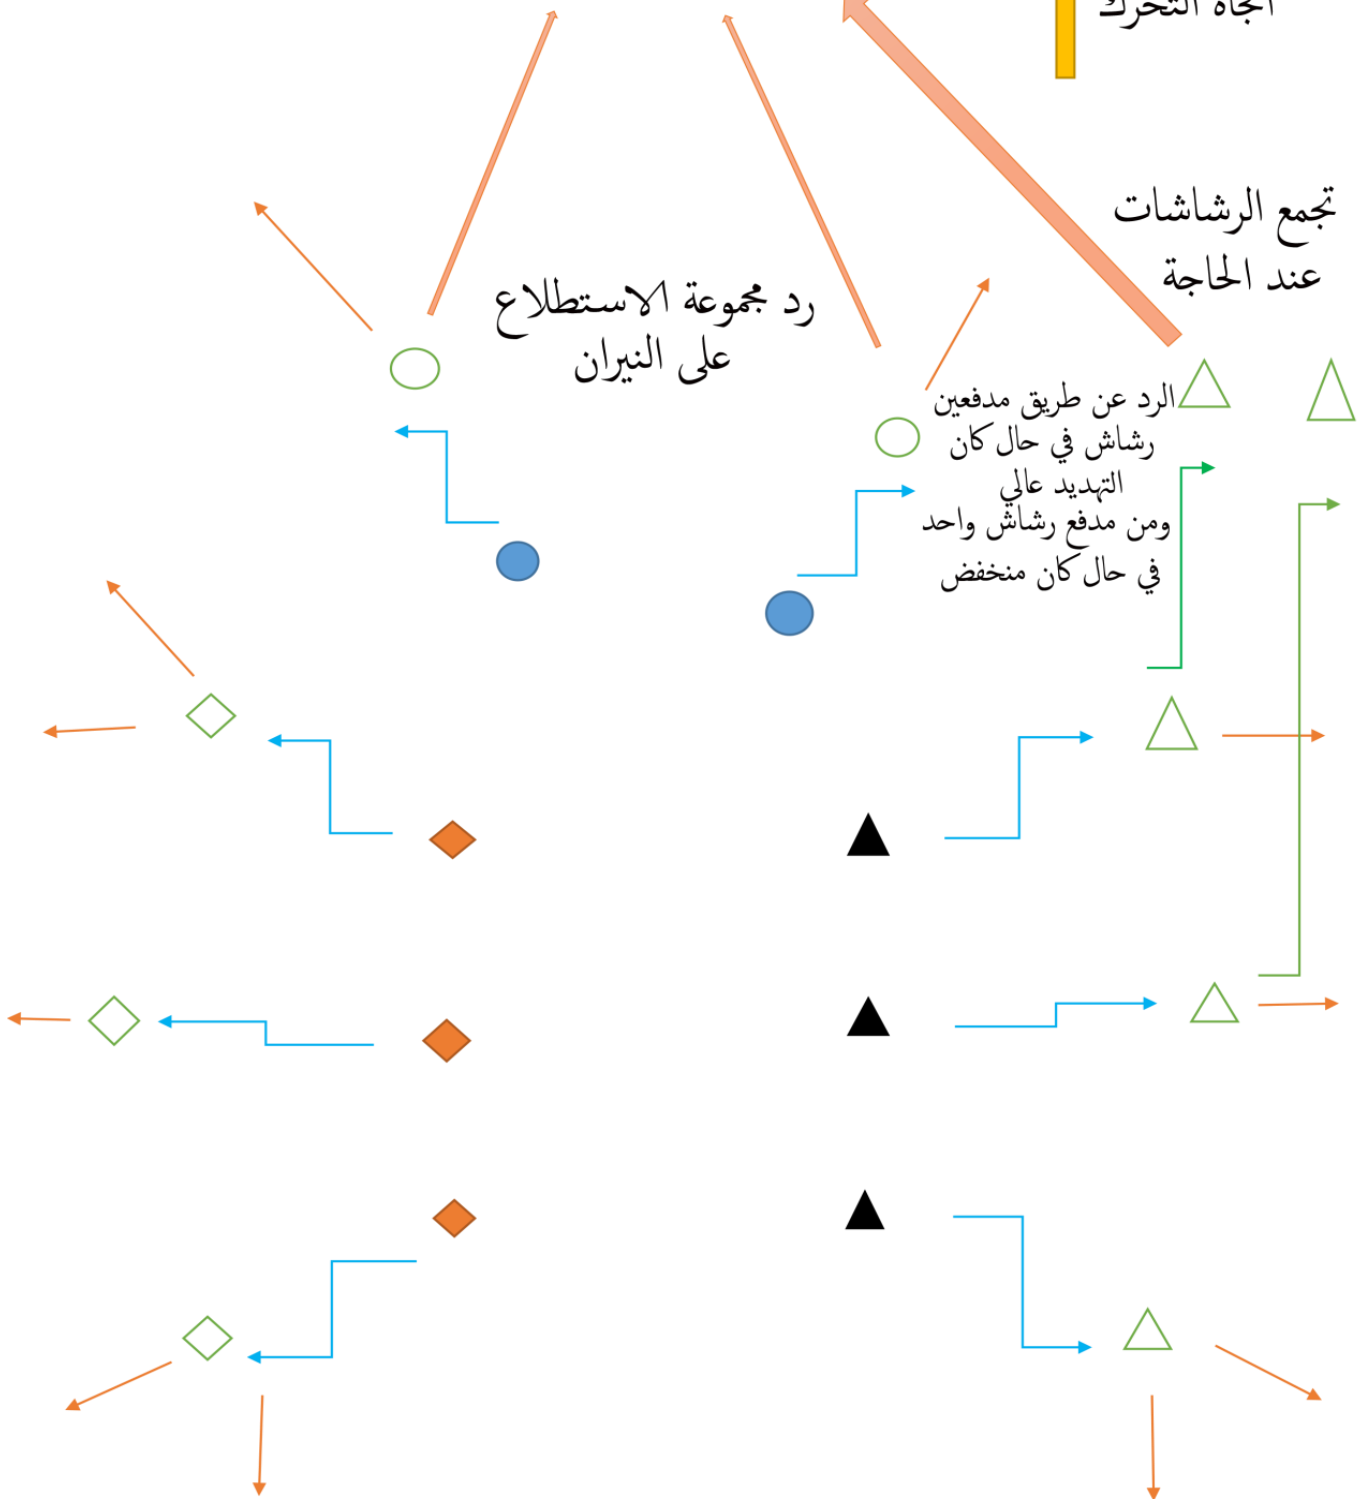 اتجاه التحرك
تجمع الرشاشات
عند الحاجة
رد مجموعة الاستطلاع
على النيران
الرد عن طريق مدفعين
رشاش في حال كان
التهديد عالي
ومن مدفع رشاش واحد
في حال كان منخفض